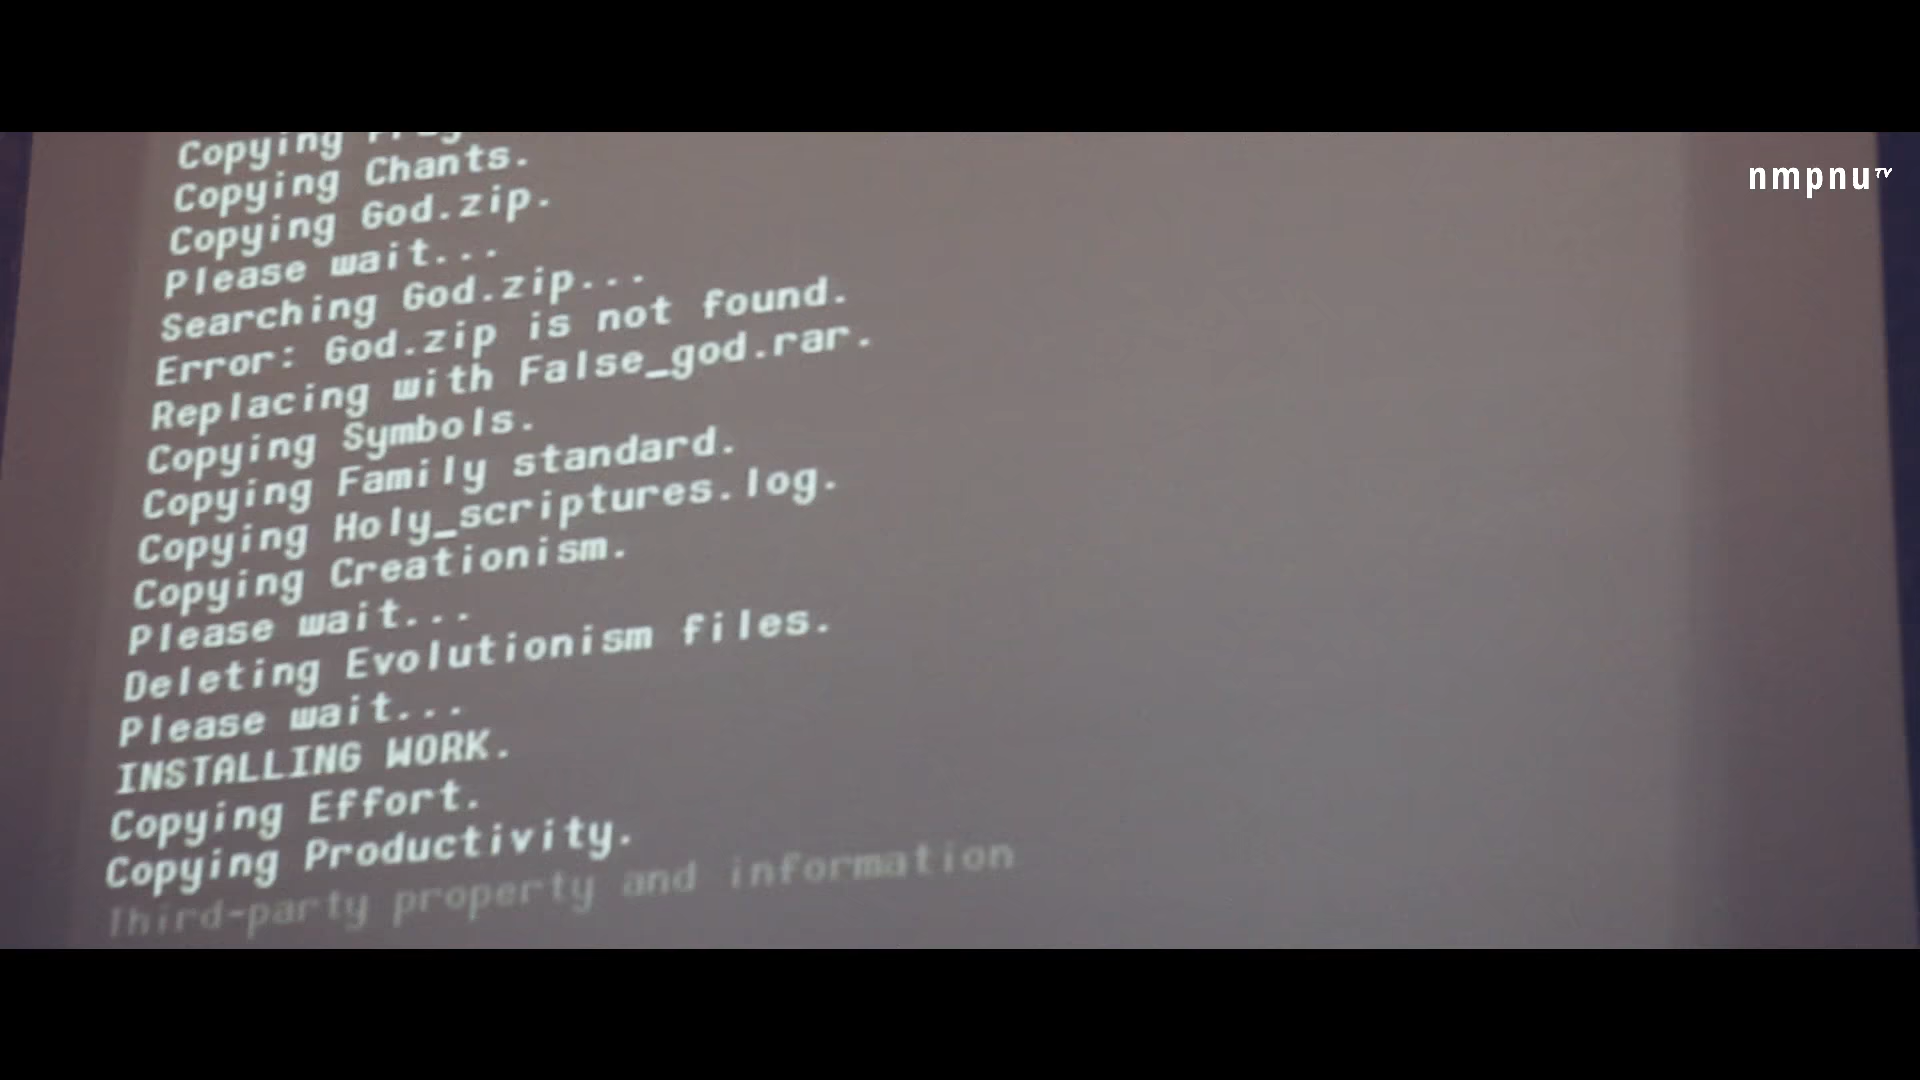 Copying
Copying Chants.
Copying God.zip.
Please wait...
Searching God.zip...
Error: God.zip is not found.
Replacing with False_god.rar.
Copying Symbols.
Copying Family standard.
Copying Holy_scriptures.log.
Copying Creationism.
Please wait...
Deleting Evolutionism files.
Please wait...
INSTALLING WORK.
Copying Effort.
Copying Productivity.
Third-party property and information
nmpnu TV